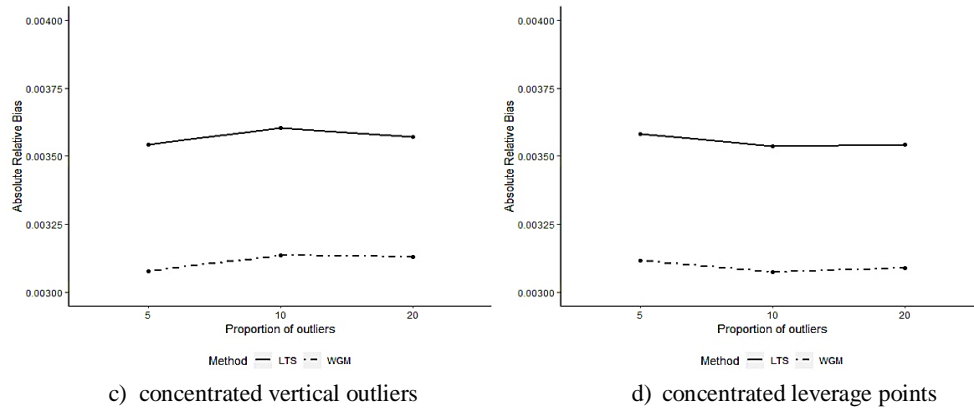 0.00400
0.00375
0.00350
0.00325
0.00300
Absolute Relative Bias
5 10 20
Proportion of outliers
Method LTS WGM
c) concentrated vertical outliers
0.00400
0.00375
0.00350
0.00325
0.00300
Absolute Relative Bias
5 10 20
Proportion of outliers
Method LTS WGM
d) concentrated leverage points